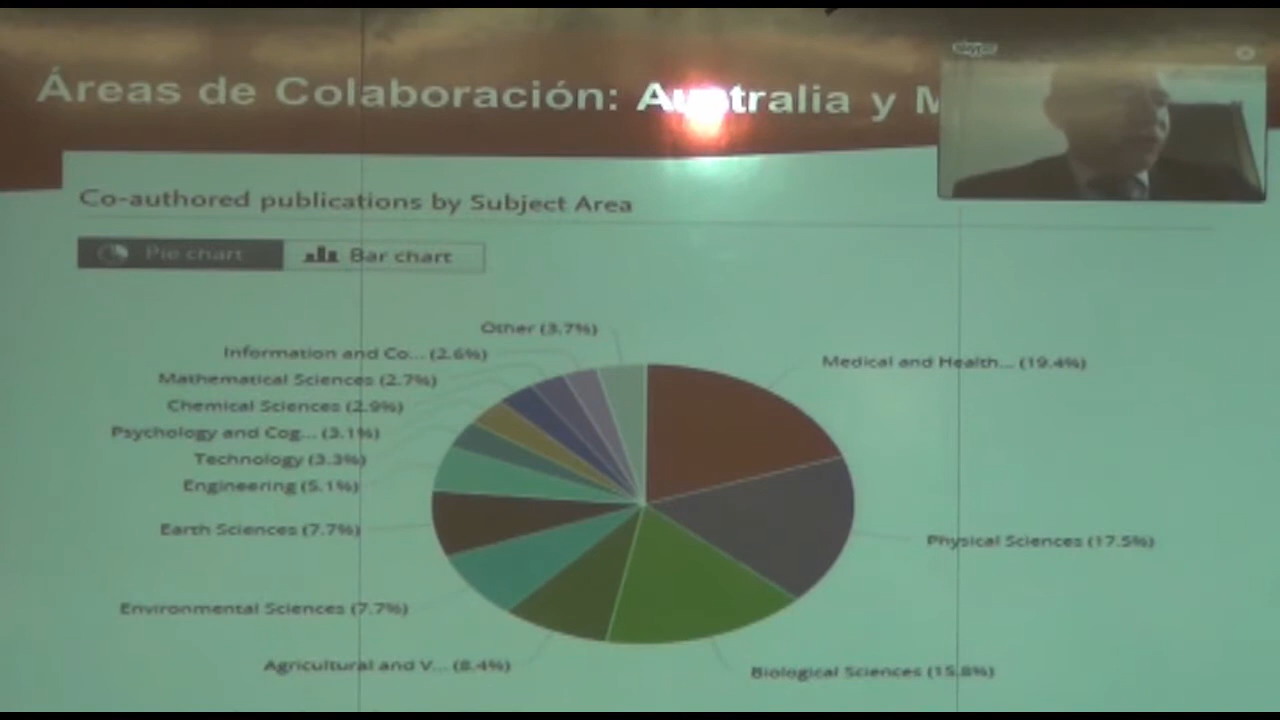 skype
Áreas de Colaboración: Australia y M
Co-authored publications by Subject Area
Pie chart
Bar chart
Other (3.7%)
Information and Co... (2.6%)
Mathematical Sciences (2.7%)
Chemical Sciences (2.9%)
Psychology and Cog... (3.1%)
Technology (3.3%)
Engineering (5.1%)
Earth Sciences (7.7%)
Environmental Sciences (7.7%)
Agricultural and V... (8.4%)
Medical and Health... (19.4%)
Physical Sciences (17.5%)
Biological Sciences (15.8%)